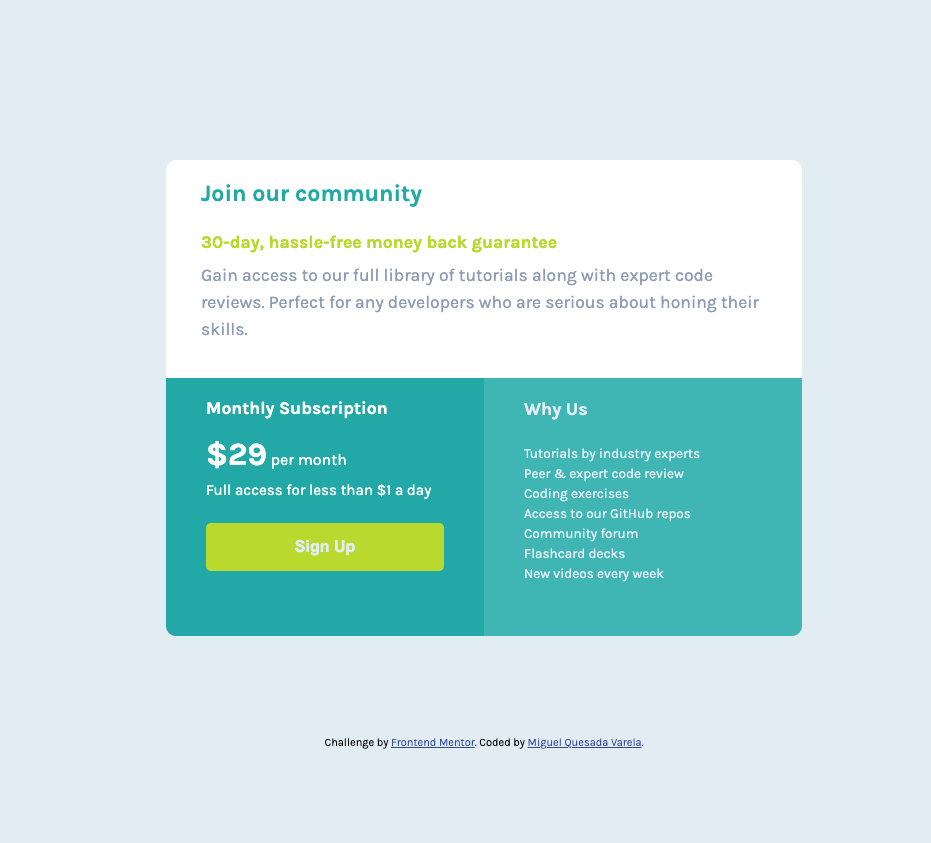 Join our community
30-day, hassle-free money back guarantee
Gain access to our full library of tutorials along with expert code
reviews. Perfect for any developers who are serious about honing their
skills.
Monthly Subscription
$29 per month
Full access for less than $1 a day
Sign Up
Why Us
Tutorials by industry experts
Peer & expert code review
Coding exercises
Access to our GitHub repos
Community forum
Flashcard decks
New videos every week
Challenge by Frontend Mentor. Coded by Miguel Quesada Varela.